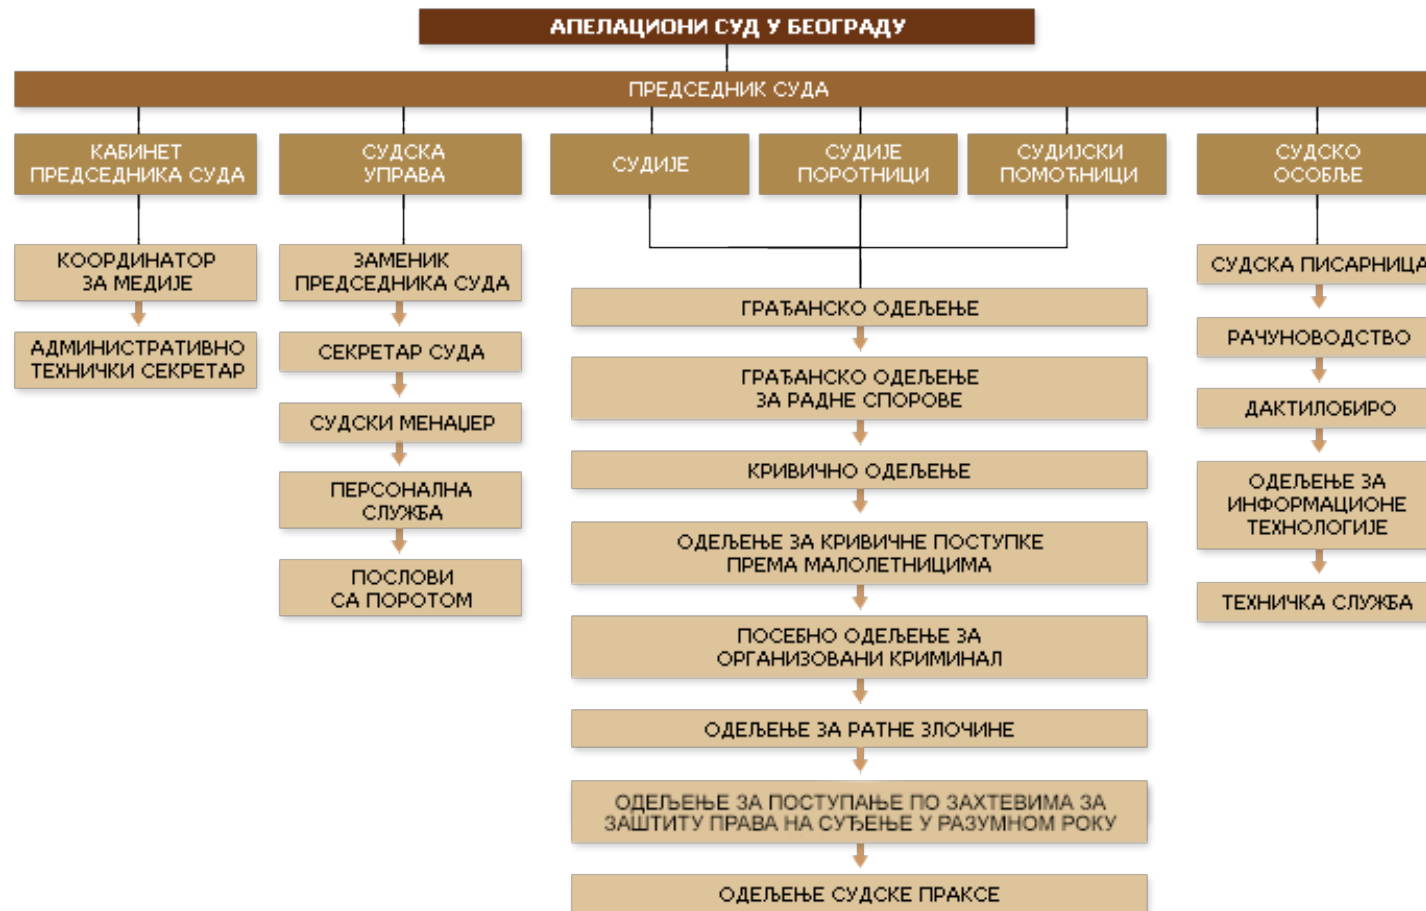 АПЕЛАЦИОНИ СУД У БЕОГРАДУ
ПРЕДСЕДНИК СУДА
КАБИНЕТ
ПРЕДСЕДНИКА СУДА
СУДСКА
УПРАВА
СУДИЈЕ
СУДИЈЕ
ПОРОТНИЦИ
СУДИЈСКИ
ПОМОЋНИЦИ
СУДСКО
ОСОБЉЕ
КООРДИНАТОР
ЗА МЕДИЈЕ
АДМИНИСТРАТИВНО
ТЕХНИЧКИ СЕКРЕТАР
ЗАМЕНИК
ПРЕДСЕДНИКА СУДА
СЕКРЕТАР СУДА
СУДСКИ МЕНАЏЕР
ПЕРСОНАЛНА
СЛУЖБА
ПОСЛОВИ
СА ПОРОТОМ
ГРАЂАНСКО ОДЕЉЕЊЕ
ГРАЂАНСКО ОДЕЉЕЊЕ
ЗА РАДНЕ СПОРОВЕ
КРИВИЧНО ОДЕЉЕЊЕ
ОДЕЉЕЊЕ ЗА КРИВИЧНЕ ПОСТУПКЕ
ПРЕМА МАЛОЛЕТНИЦИМА
ПОСЕБНО ОДЕЉЕЊЕ ЗА
ОРГАНИЗОВАНИ КРИМИНАЛ
ОДЕЉЕЊЕ ЗА РАТНЕ ЗЛОЧИНЕ
ОДЕЉЕЊЕ ЗА ПОСТУПАЊЕ ПО ЗАХТЕВИМА ЗА
ЗАШТИТУ ПРАВА НА СУЂЕЊЕ У РАЗУМНОМ РОКУ
ОДЕЉЕЊЕ СУДСКЕ ПРАКСЕ
СУДСКА ПИСАРНИЦА
РАЧУНОВОДСТВО
ДАКТИЛОБИРО
ОДЕЉЕЊЕ ЗА
ИНФОРМАЦИОНЕ
ТЕХНОЛОГИЈЕ
ТЕХНИЧКА СЛУЖБА